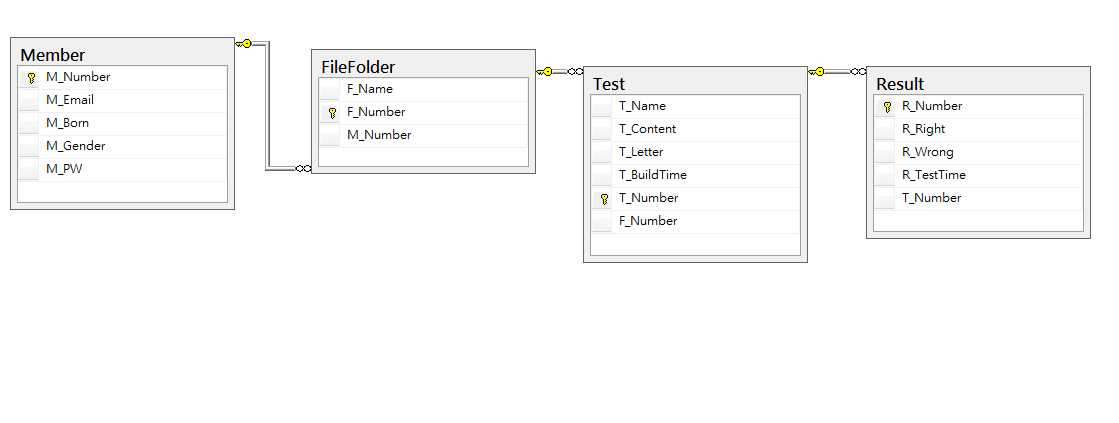 Member
M_Number
M_Email
M_Born
M_Gender
M_PW
FileFolder
F_Name
F_Number
M_Number
Test
T_Name
T_Content
T_Letter
T_BuildTime
T_Number
F_Number
Result
R_Number
R_Right
R_Wrong
R_TestTime
T_Number